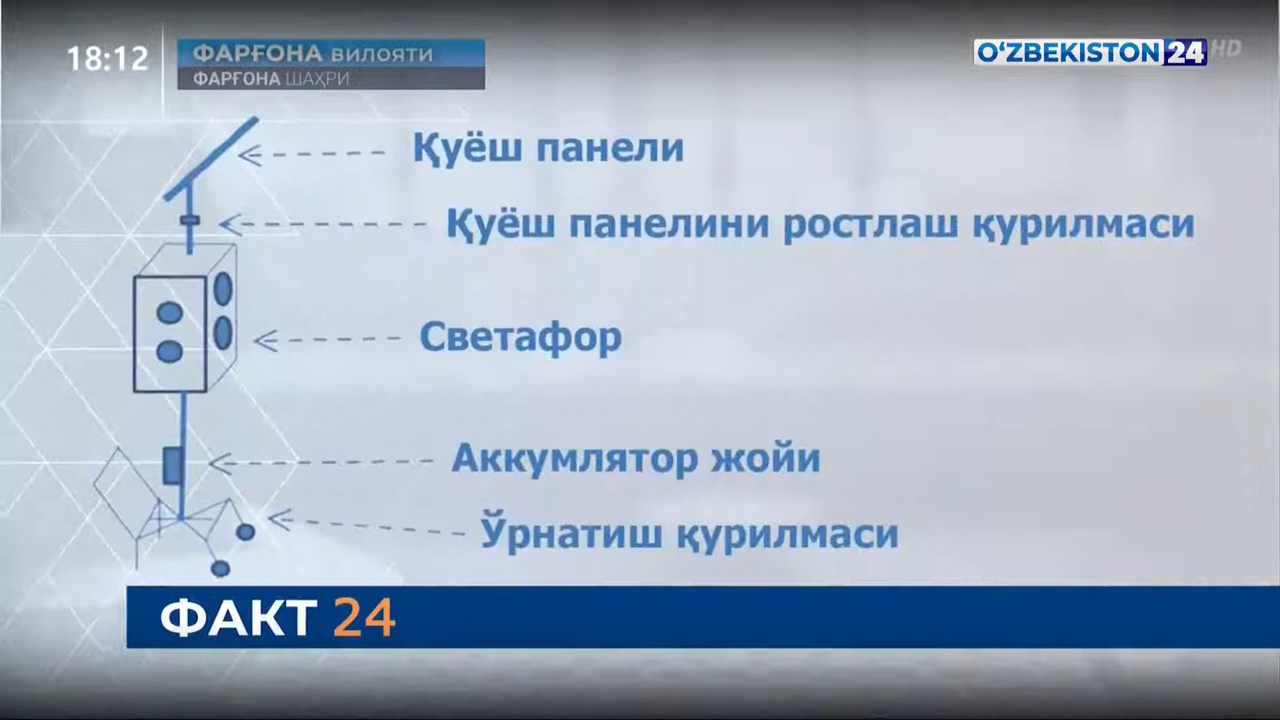 18:12
ФАРҒОНА ВИЛОЯТИ
ФАРҒОНА ШАҲРИ
O‘ZBEKISTON 24 HD
Қуёш панели
Қуёш панелини ростлаш қурилмаси
Светафор
Аккумлятор жойи
Ўрнатиш қурилмаси
ФАКТ 24